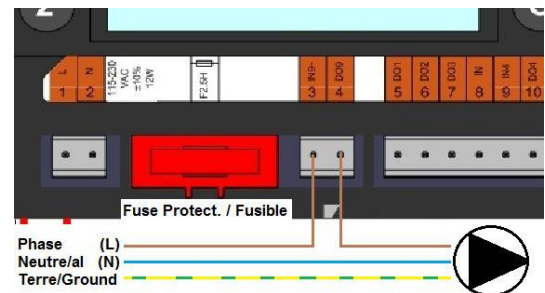 L
1
N
2
115-230
VAC
±10%
12W
F2.5H
IN9-
3
DO9
4
DO1
5
DO2
6
DO3
7
IN
8
IN4
9
DO4
10
Fuse Protect. / Fusible
Phase (L)
Neutre/al (N)
Terre/Ground